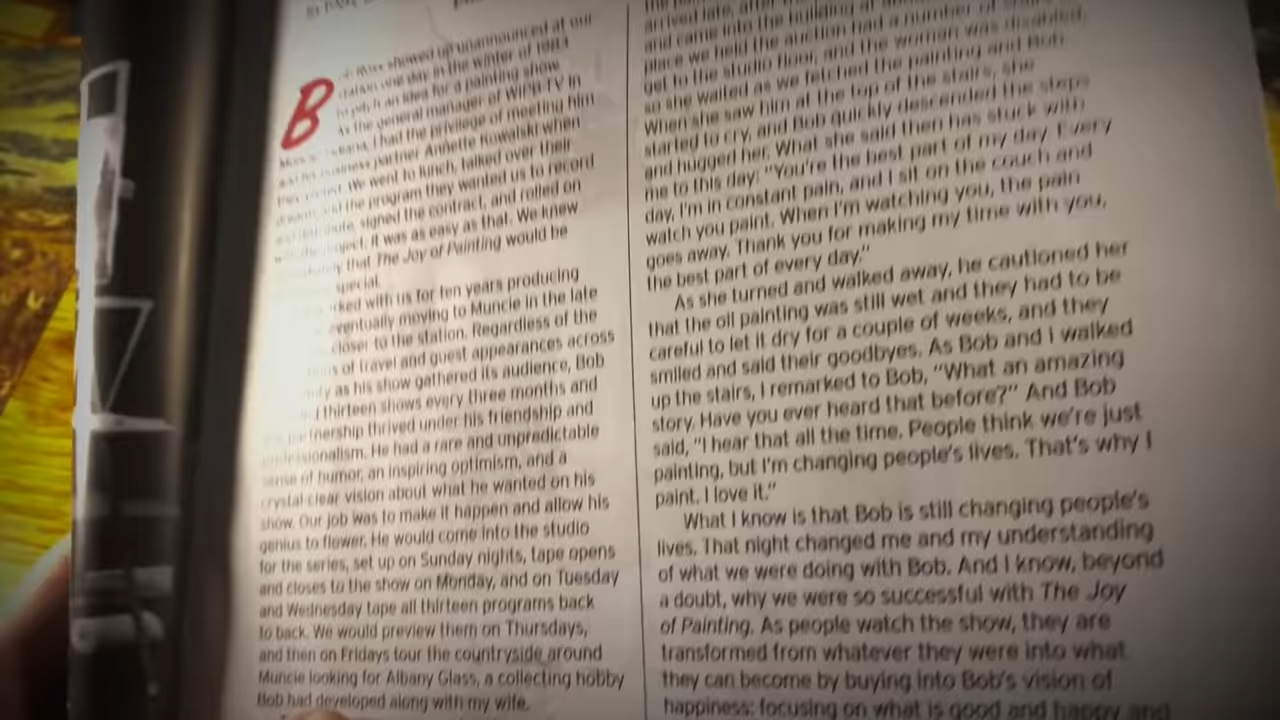 B
showed up unannounced at our
station one day in the winter of 1983
to pitch an idea for a painting show.
As the general manager of WIPB-TV in
I had the privilege of meeting him
business partner Annette Kowalski when
We went to lunch, talked over their
and the program they wanted us to record
signed the contract, and rolled on
it was as easy as that. We knew
that The Joy of Painting would be
special.
with us for ten years producing
eventually moving to Muncie in the late
closer to the station. Regardless of the
of travel and guest appearances across
as his show gathered its audience, Bob
thirteen shows every three months and
thrived under his friendship and
professionalism. He had a rare and unpredictable
sense of humor, an inspiring optimism, and a
crystal-clear vision about what he wanted on his
show. Our job was to make it happen and allow his
genius to flower. He would come into the studio
for the series, set up on Sunday nights, tape opens
and closes to the show on Monday, and on Tuesday
and Wednesday tape all thirteen programs back
to back. We would preview them on Thursdays,
and then on Fridays tour the countryside around
Muncie looking for Albany Glass, a collecting hobby
Bob had developed along with my wife.
arrived late, after
and came into the building
place we held the auction had a number of stairs
get to the studio floor, and the woman was disabled,
so she waited as we fetched the painting and Bob.
When she saw him at the top of the stairs, she
started to cry, and Bob quickly descended the steps
and hugged her. What she said then has stuck with
me to this day: "You're the best part of my day. Every
day, I'm in constant pain, and I sit on the couch and
watch you paint. When I'm watching you, the pain
goes away. Thank you for making my time with you,
the best part of every day."
As she turned and walked away, he cautioned her
that the oil painting was still wet and they had to be
careful to let it dry for a couple of weeks, and they
smiled and said their goodbyes. As Bob and I walked
up the stairs, I remarked to Bob, "What an amazing
story. Have you ever heard that before?" And Bob
said, "I hear that all the time. People think we're just
painting, but I'm changing people's lives. That's why I
paint. I love it."
What I know is that Bob is still changing people's
lives. That night changed me and my understanding
of what we were doing with Bob. And I know, beyond
a doubt, why we were so successful with The Joy
of Painting. As people watch the show, they are
transformed from whatever they were into what
they can become by buying into Bob's vision of
happiness: focusing on what is good and happy and